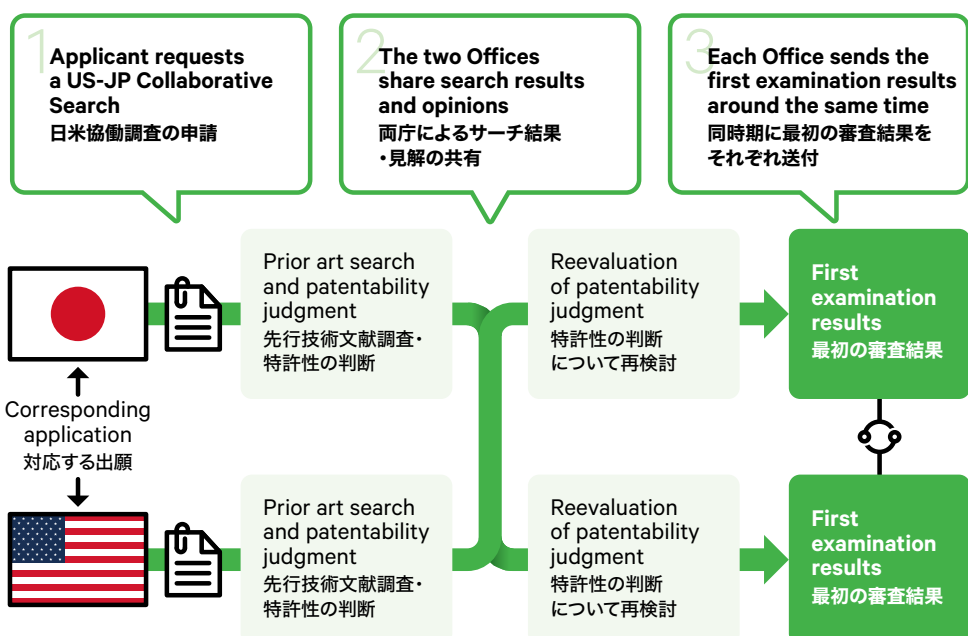 1
Applicant requests
a US-JP Collaborative
Search
日米協働調査の申請
2
The two Offices
share search results
and opinions
両庁によるサーチ結果
・見解の共有
3
Each Office sends the
first examination results
around the same time
同時期に最初の審査結果を
それぞれ送付
Prior art search
and patentability
judgment
先行技術文献調査・
特許性の判断
Reevaluation
of patentability
judgment
特許性の判断
について再検討
First
examination
results
最初の審査結果
Corresponding
application
対応する出願
Prior art search
and patentability
judgment
先行技術文献調査・
特許性の判断
Reevaluation
of patentability
judgment
特許性の判断
について再検討
First
examination
results
最初の審査結果